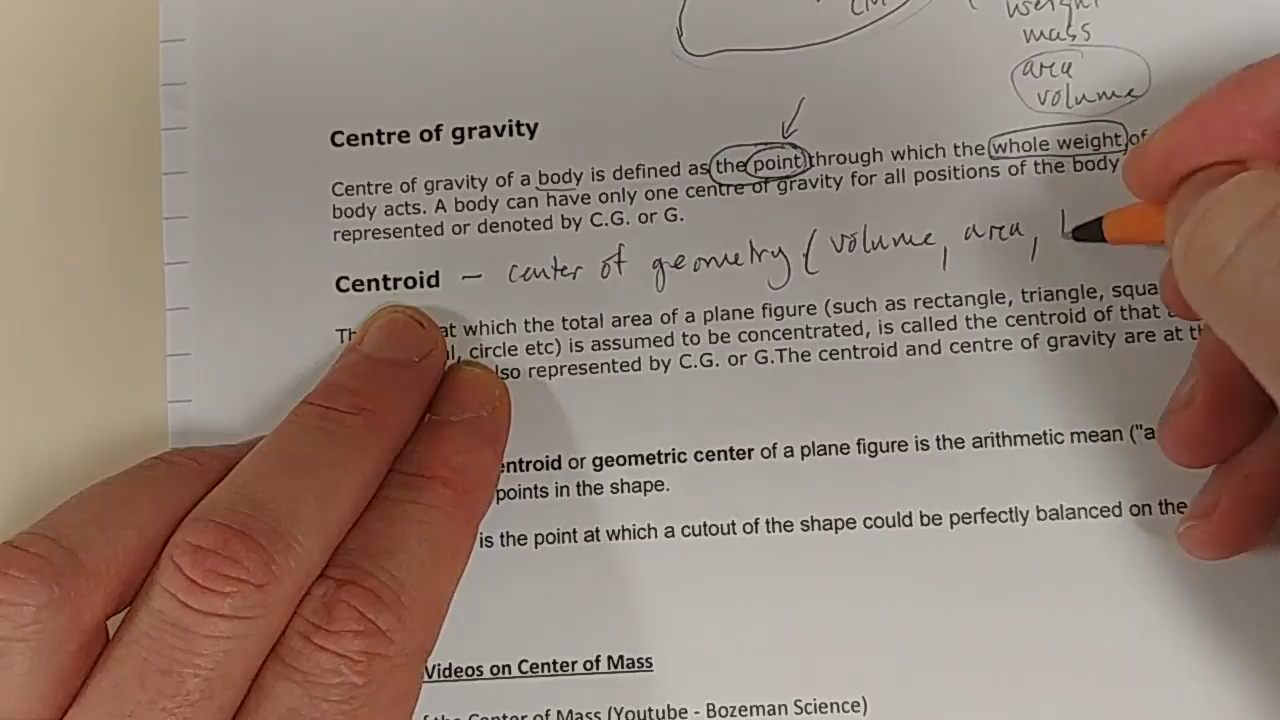 weight
mass
area
volume
Centre of gravity
Centre of gravity of a body is defined as the point through which the whole weight of
body acts. A body can have only one centre of gravity for all positions of the body
represented or denoted by C.G. or G.
Centroid - center of geometry ( volume, area,
at which the total area of a plane figure (such as rectangle, triangle, squa
, circle etc) is assumed to be concentrated, is called the centroid of that
lso represented by C.G. or G.The centroid and centre of gravity are at th
entroid or geometric center of a plane figure is the arithmetic mean ("a
points in the shape.
is the point at which a cutout of the shape could be perfectly balanced on the
Videos on Center of Mass
Center of Mass (Youtube - Bozeman Science)